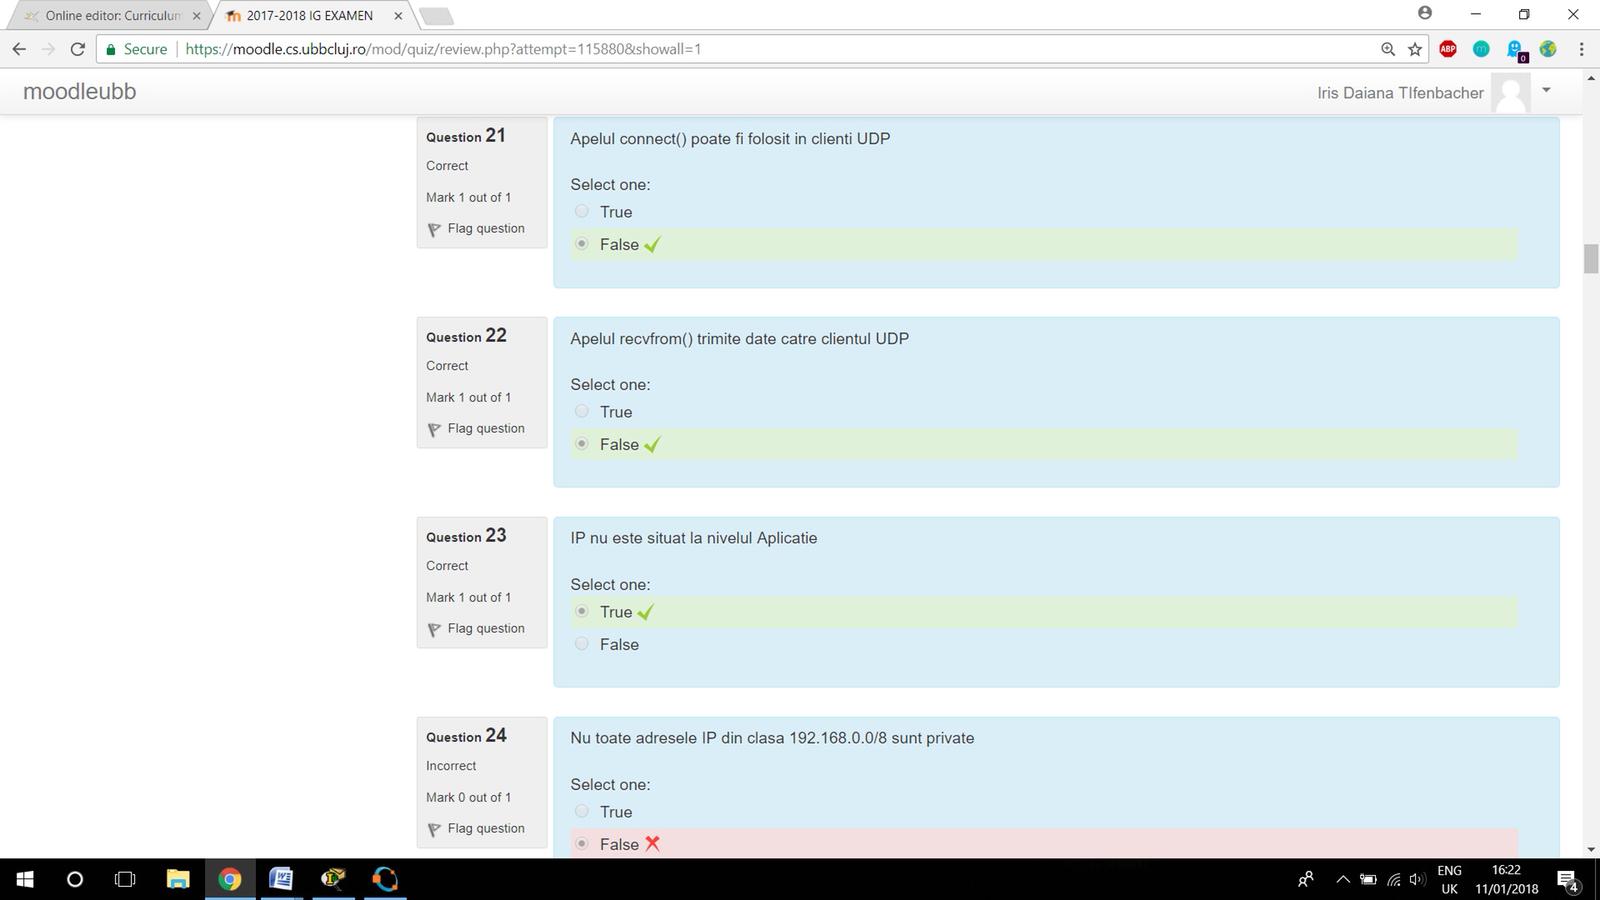 Online editor: Curriculum
2017-2018 IG EXAMEN
Secure
https://moodle.cs.ubbcluj.ro/mod/quiz/review.php?attempt=115880&showall=1
ABP
m
0
moodleubb
Iris Daiana TIfenbacher
Question 21
Correct
Mark 1 out of 1
Flag question
Apelul connect() poate fi folosit in clienti UDP
Select one:
True
False
Question 22
Correct
Mark 1 out of 1
Flag question
Apelul recvfrom() trimite date catre clientul UDP
Select one:
True
False
Question 23
Correct
Mark 1 out of 1
Flag question
IP nu este situat la nivelul Aplicatie
Select one:
True
False
Question 24
Incorrect
Mark 0 out of 1
Flag question
Nu toate adresele IP din clasa 192.168.0.0/8 sunt private
Select one:
True
False
ENG
UK
16:22
11/01/2018
4